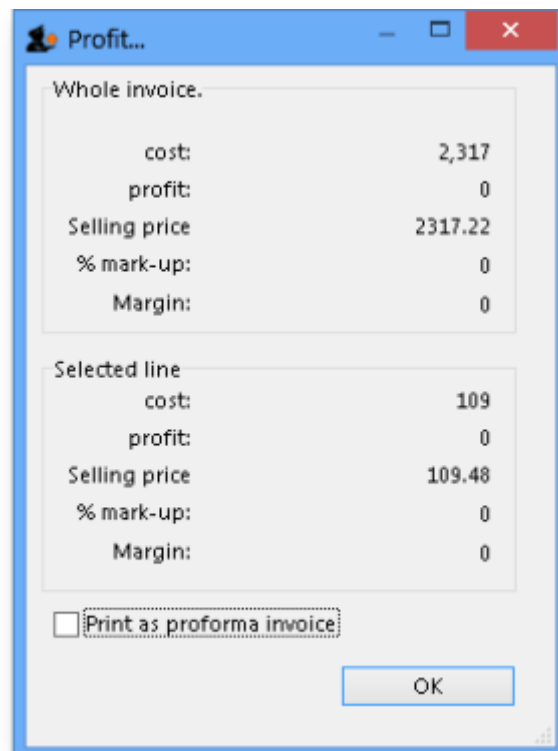 Profit...
Whole invoice.
cost: 2,317
profit: 0
Selling price 2317.22
% mark-up: 0
Margin: 0
Selected line
cost: 109
profit: 0
Selling price 109.48
% mark-up: 0
Margin: 0
Print as proforma invoice
OK